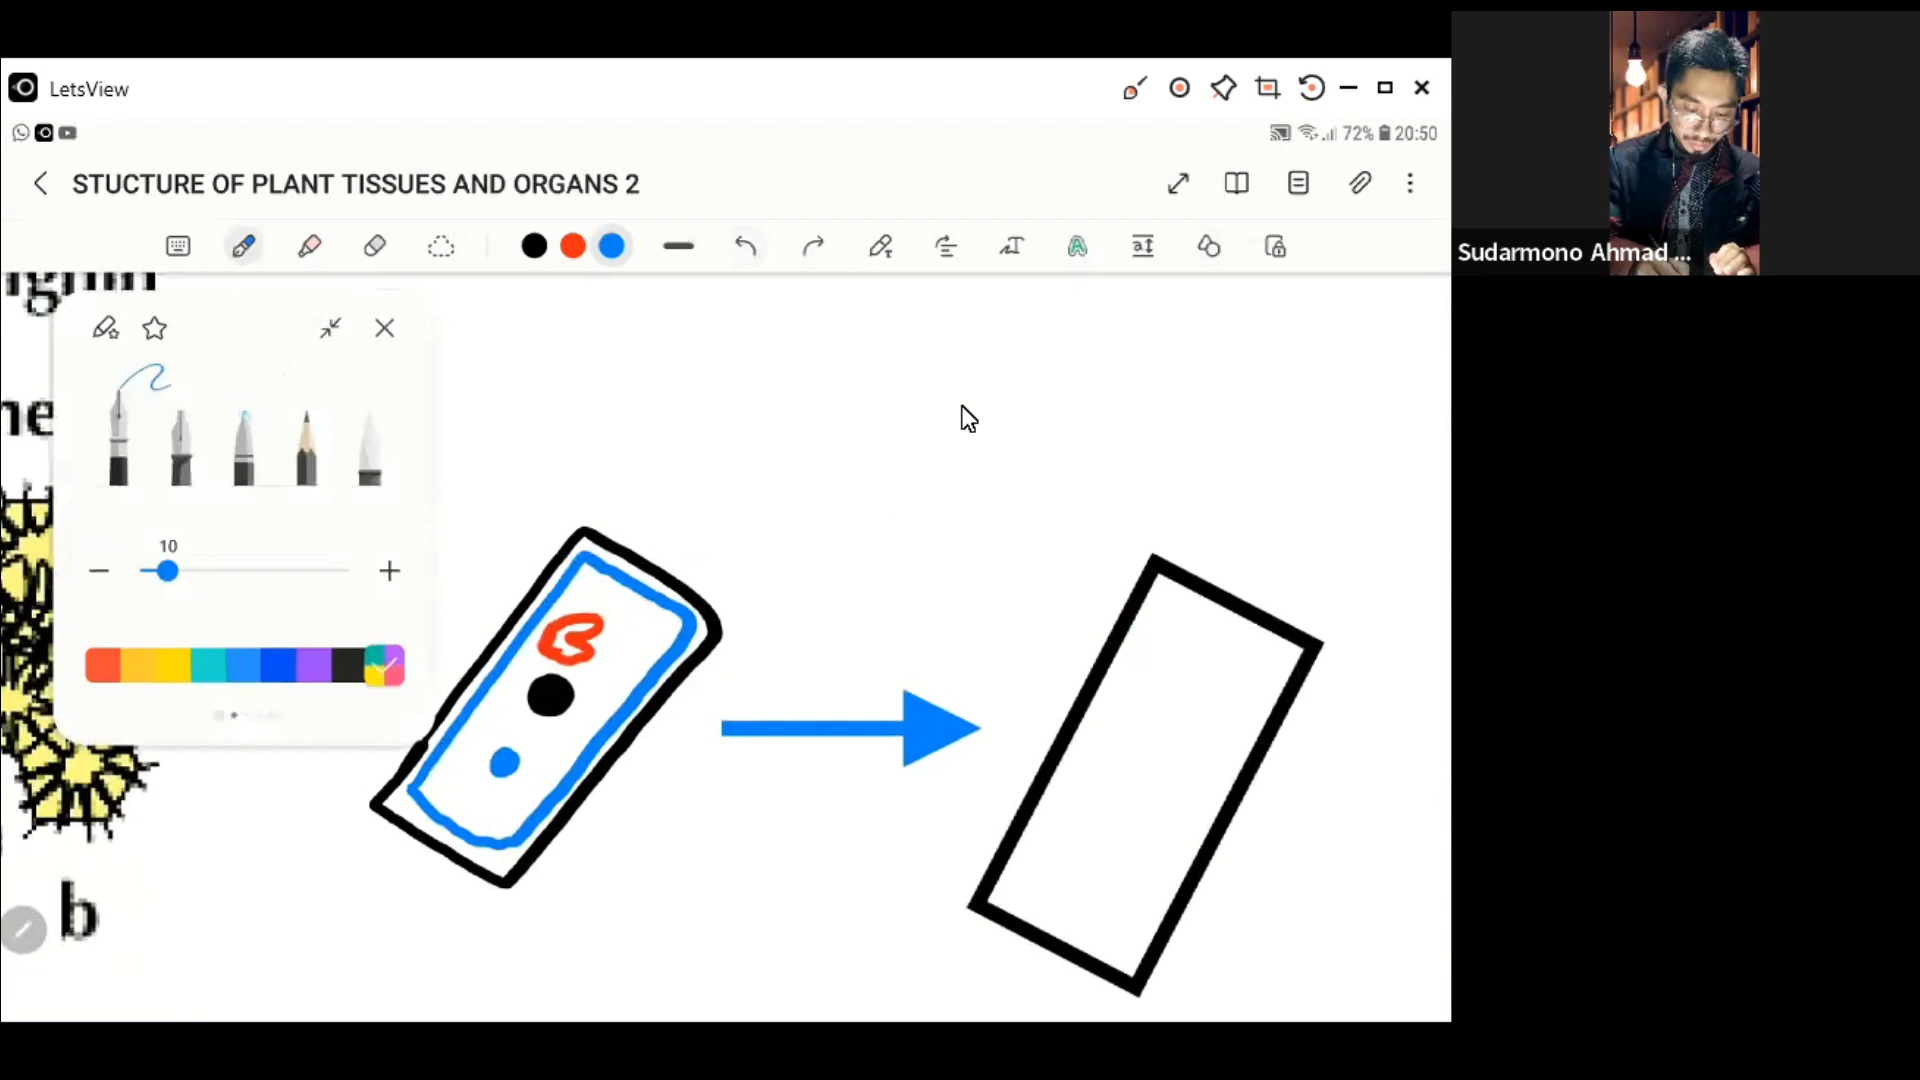 LetsView
72% 20:50
STUCTURE OF PLANT TISSUES AND ORGANS 2
Sudarmono Ahmad ...
10
b